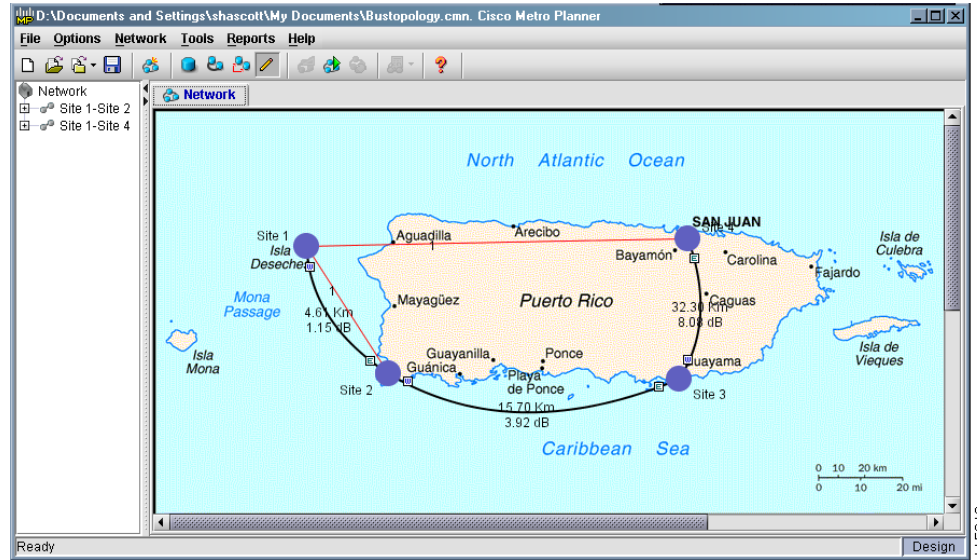 D:\Documents and Settings\shascott\My Documents\Bustopology.cmn. Cisco Metro Planner
File Options Network Tools Reports Help
Network
Site 1-Site 2
Site 1-Site 4
Network
North Atlantic Ocean
SAN JUAN
Site 4
Site 1
Isla
Aguadilla
Arecibo
1
Bayamón
Carolina
Isla de
Culebra
Fajardo
Mona
Passage
1
4.61 Km
1.15 dB
Mayagüez
Puerto Rico
Caguas
32.30 Km
8.08 dB
Isla
Mona
Guayanilla
Ponce
Guánica
Playa
de Ponce
Site 2
Site 3
Isla de
Vieques
15.70 Km
3.92 dB
Caribbean Sea
0 10 20 km
0 10 20 mi
Ready
Design